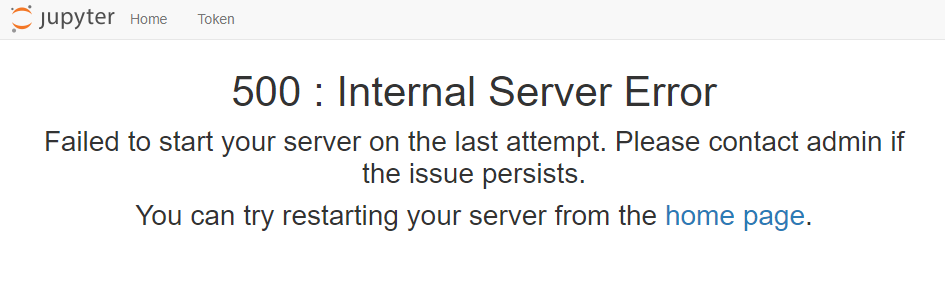 jupyter Home Token
500 : Internal Server Error
Failed to start your server on the last attempt. Please contact admin if
the issue persists.
You can try restarting your server from the home page.